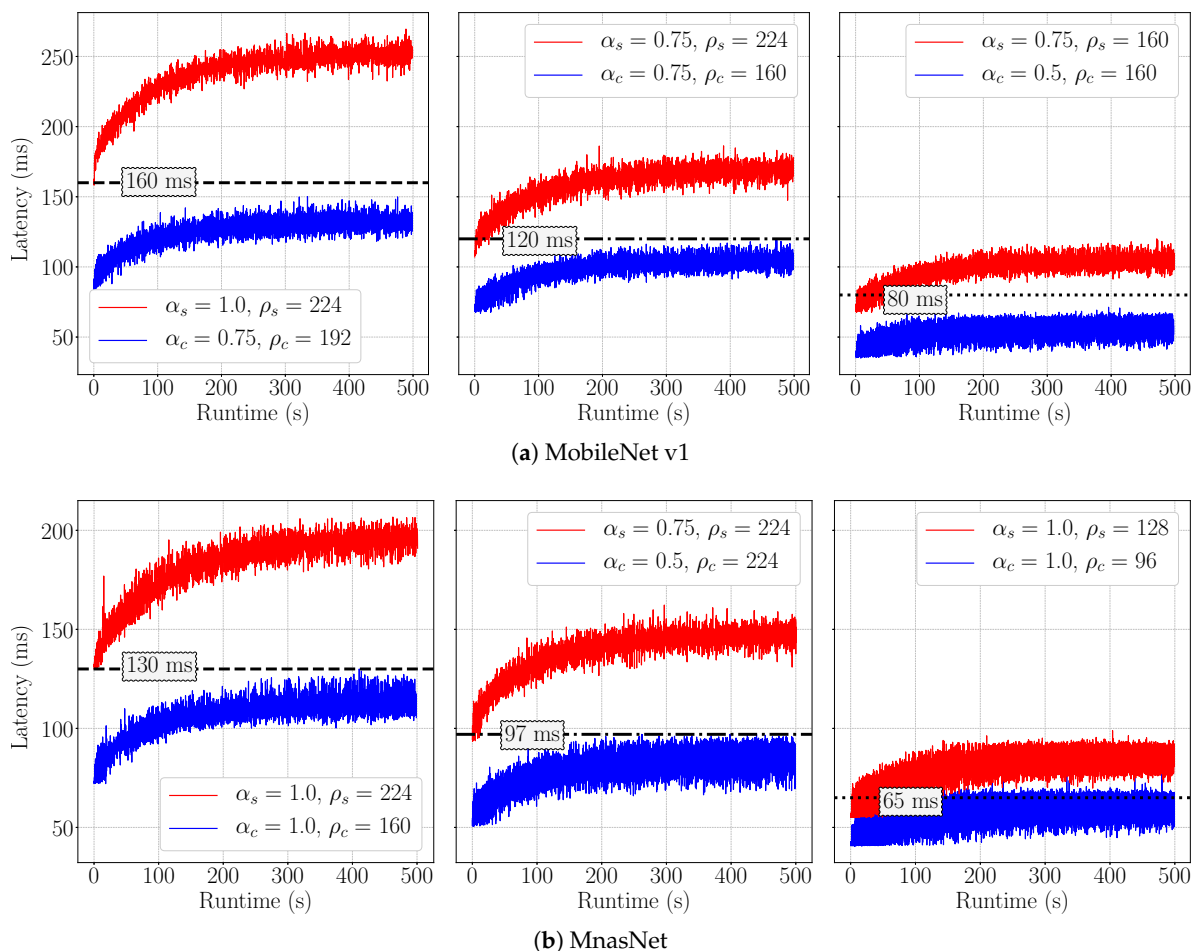 250
200
150
100
50
Latency (ms)
160 ms
α_s = 1.0, ρ_s = 224
α_c = 0.75, ρ_c = 192
0 100 200 300 400 500
Runtime (s)
α_s = 0.75, ρ_s = 224
α_c = 0.75, ρ_c = 160
120 ms
0 100 200 300 400 500
Runtime (s)
α_s = 0.75, ρ_s = 160
α_c = 0.5, ρ_c = 160
80 ms
0 100 200 300 400 500
Runtime (s)
(a) MobileNet v1
200
150
100
50
Latency (ms)
130 ms
α_s = 1.0, ρ_s = 224
α_c = 1.0, ρ_c = 160
0 100 200 300 400 500
Runtime (s)
α_s = 0.75, ρ_s = 224
α_c = 0.5, ρ_c = 224
97 ms
0 100 200 300 400 500
Runtime (s)
α_s = 1.0, ρ_s = 128
α_c = 1.0, ρ_c = 96
65 ms
0 100 200 300 400 500
Runtime (s)
(b) MnasNet